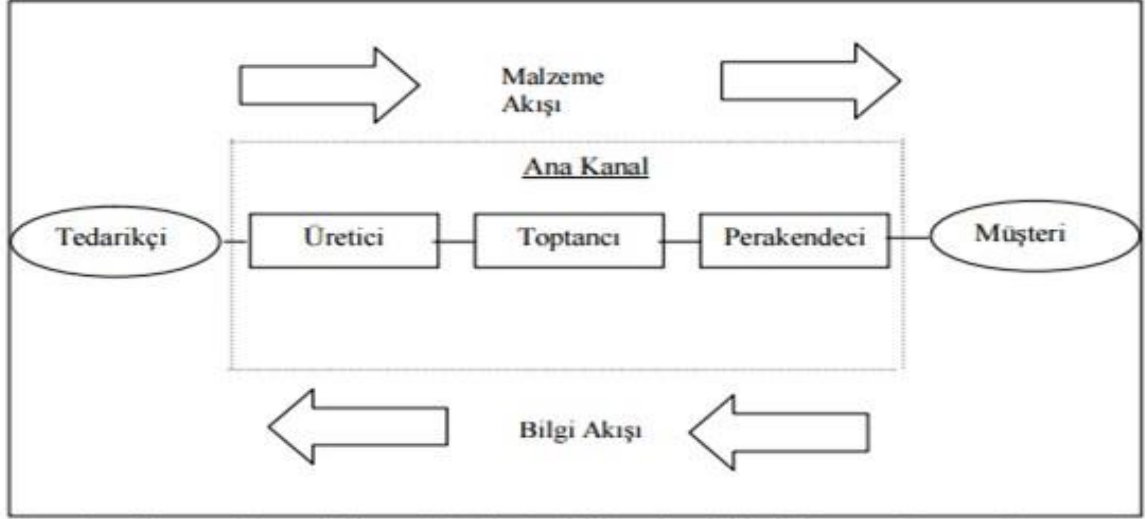 Malzeme
Akışı
Ana Kanal
Tedarikçi
Üretici
Toptancı
Perakendeci
Müşteri
Bilgi Akışı